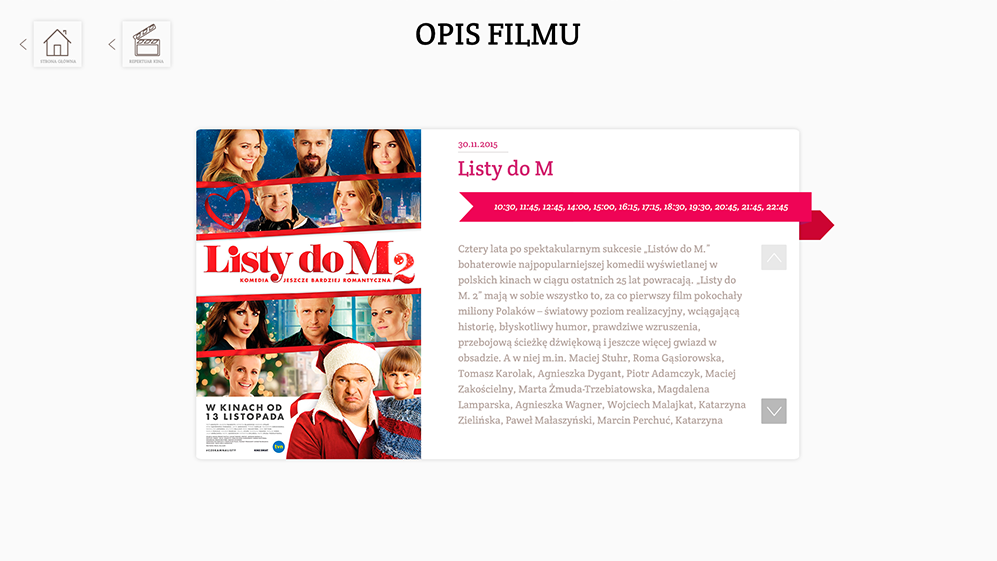 OPIS FILMU
STRONA GŁÓWNA
REPERTUAR KINA
30.11.2015
Listy do M
10:30, 11:45, 12:45, 14:00, 15:00, 16:15, 17:15, 18:30, 19:30, 20:45, 21:45, 22:45
Cztery lata po spektakularnym sukcesie „Listów do M.”
bohaterowie najpopularniejszej komedii wyświetlanej w
polskich kinach w ciągu ostatnich 25 lat powracają. „Listy do
M. 2” mają w sobie wszystko to, za co pierwszy film pokochały
miliony Polaków – światowy poziom realizacyjny, wciągającą
historię, błyskotliwy humor, prawdziwe wzruszenia,
przebojową ścieżkę dźwiękową i jeszcze więcej gwiazd w
obsadzie. A w niej m.in. Maciej Stuhr, Roma Gąsiorowska,
Tomasz Karolak, Agnieszka Dygant, Piotr Adamczyk, Maciej
Zakościelny, Marta Żmuda-Trzebiatowska, Magdalena
Lamparska, Agnieszka Wagner, Wojciech Malajkat, Katarzyna
Zielińska, Paweł Małaszyński, Marcin Perchuć, Katarzyna
Listy do M2
KOMEDIA JESZCZE BARDZIEJ ROMANTYCZNA
W KINACH OD
13 LISTOPADA
tvn